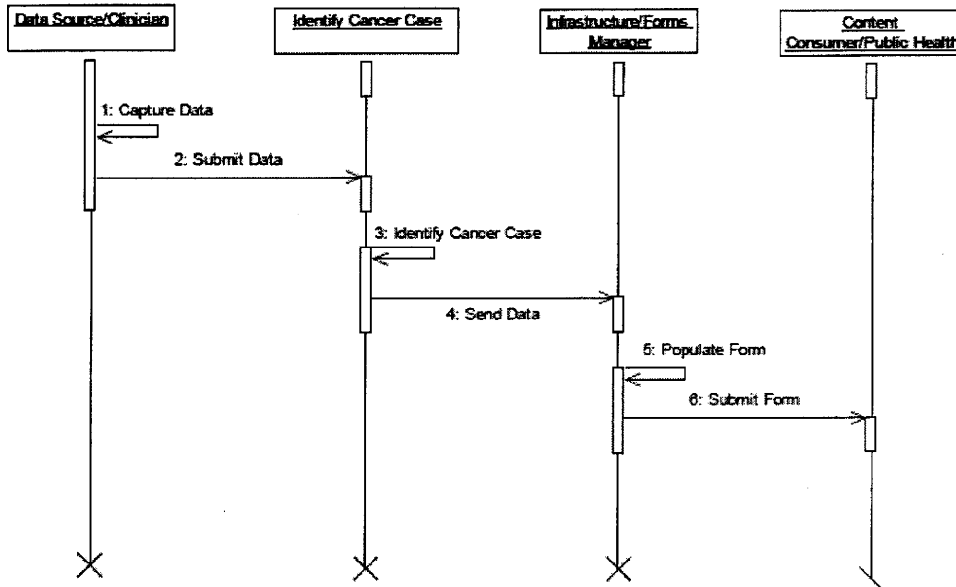 Data Source/Clinician
Identify Cancer Case
Infrastructure/Forms
Manager
Content
Consumer/Public Health
1: Capture Data
2: Submit Data
3: Identify Cancer Case
4: Send Data
5: Populate Form
6: Submit Form